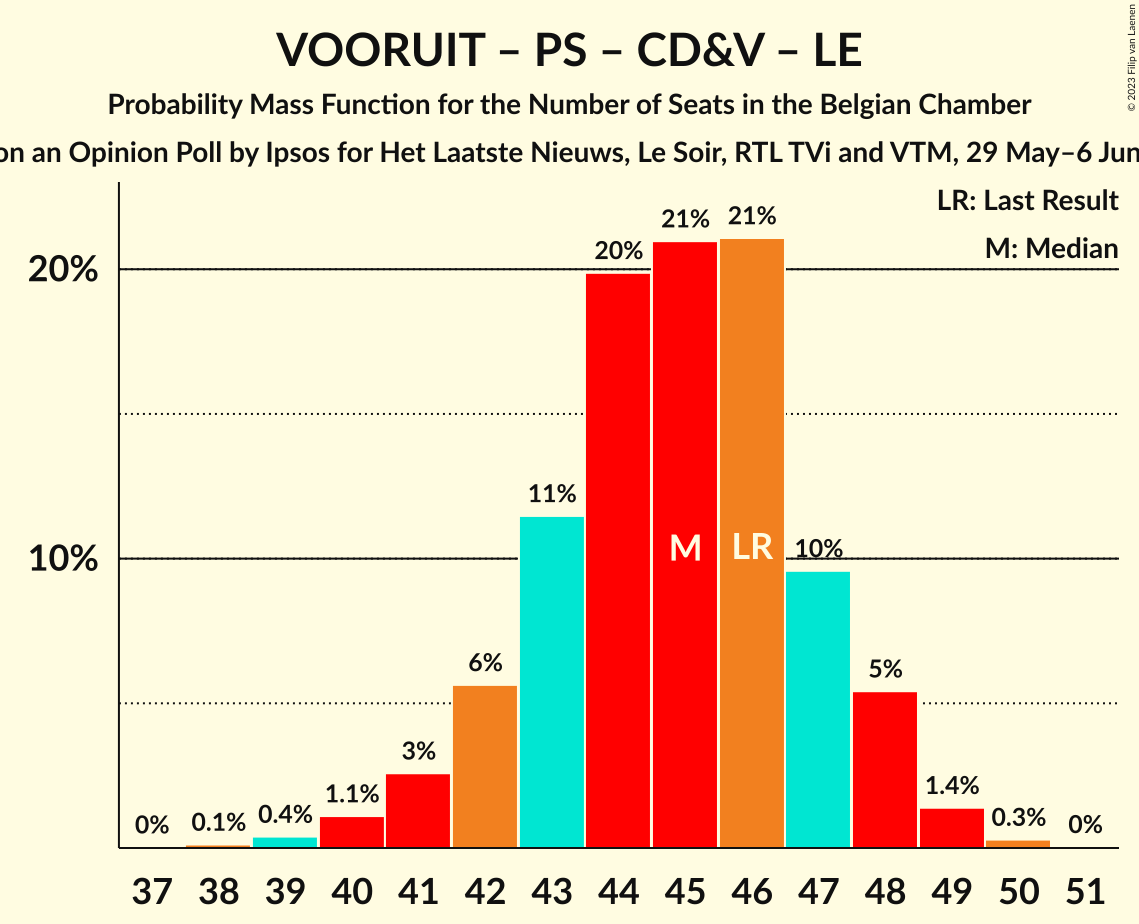 VOORUIT – PS – CD&V – LE
Probability Mass Function for the Number of Seats in the Belgian Chamber
on an Opinion Poll by Ipsos for Het Laatste Nieuws, Le Soir, RTL TVi and VTM, 29 May–6 Jun
© 2023 Filip van Laenen
LR: Last Result
M: Median
20%
10%
0%
0.1%
0.4%
1.1%
3%
6%
11%
20%
21%
21%
10%
5%
1.4%
0.3%
0%
M
LR
37 38 39 40 41 42 43 44 45 46 47 48 49 50 51